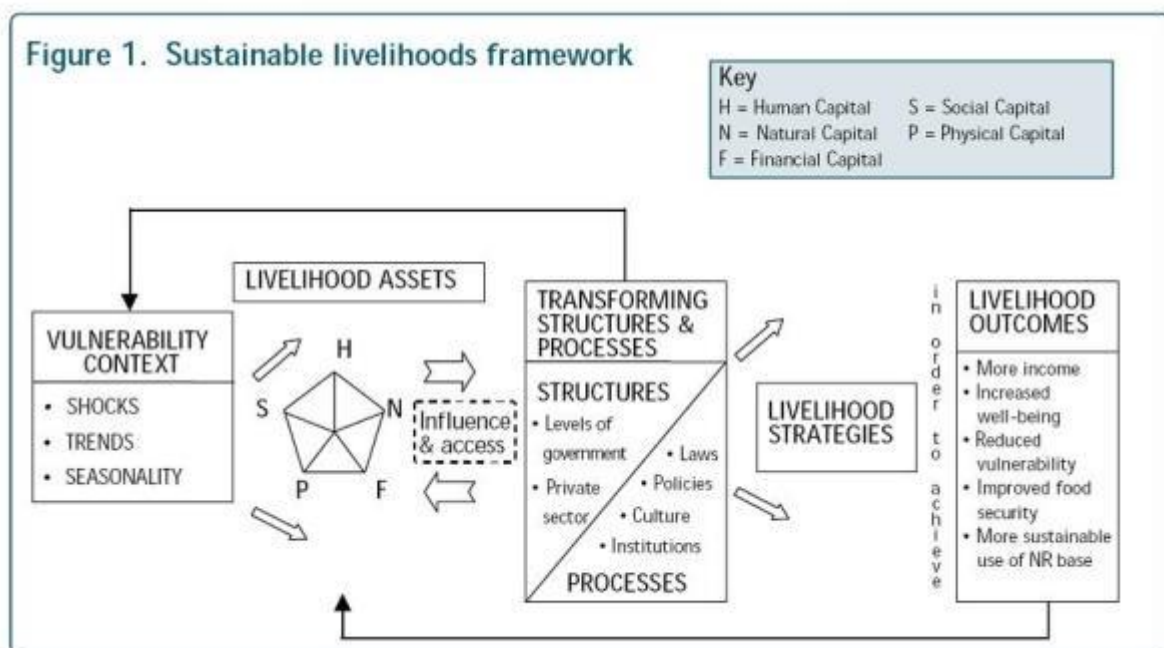 Figure 1. Sustainable livelihoods framework
Key
H = Human Capital S = Social Capital
N = Natural Capital P = Physical Capital
F = Financial Capital
LIVELIHOOD ASSETS
VULNERABILITY
CONTEXT
• SHOCKS
• TRENDS
• SEASONALITY
H
S
N
P
F
Influence
& access
TRANSFORMING
STRUCTURES &
PROCESSES
STRUCTURES
• Levels of
government
• Private
sector
• Laws
• Policies
• Culture
• Institutions
PROCESSES
LIVELIHOOD
STRATEGIES
in order to achieve
LIVELIHOOD
OUTCOMES
• More income
• Increased
well-being
• Reduced
vulnerability
• Improved food
security
• More sustainable
use of NR base